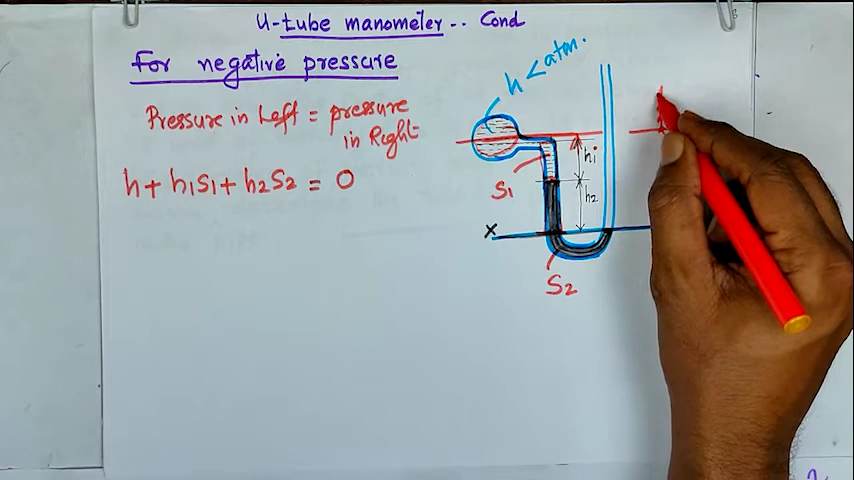 U-tube manometer.. Cond
For negative pressure
h < atm.
Pressure in Left = pressure
in Right
h + h1s1 + h2s2 = 0
h1
S1
h2
X
S2